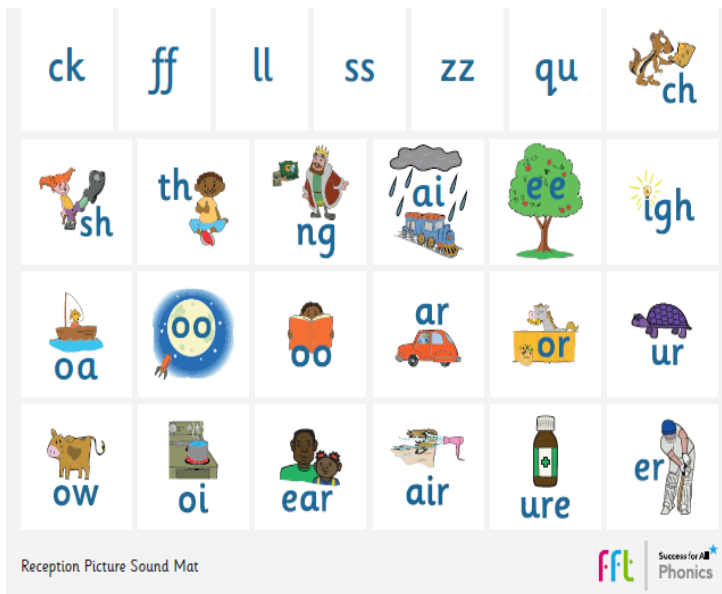 ck ff ll ss zz qu ch
sh th ng ai ee igh
oa oo oo ar or ur
ow oi ear air ure er
Reception Picture Sound Mat
fft
Success for All
Phonics